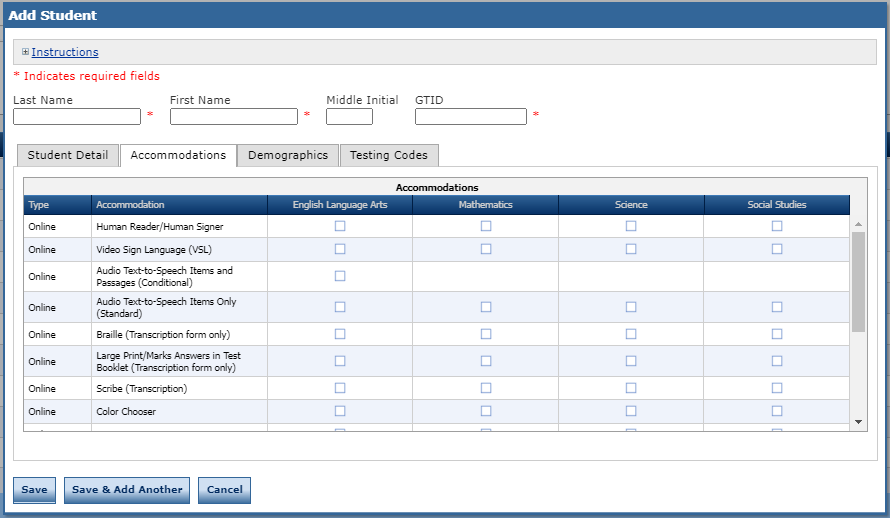 Add Student
Instructions
* Indicates required fields
Last Name First Name Middle Initial GTID
* * *
Student Detail Accommodations Demographics Testing Codes
Accommodations
Type Accommodation English Language Arts Mathematics Science Social Studies
Online Human Reader/Human Signer
Online Video Sign Language (VSL)
Audio Text-to-Speech Items and
Online
Passages (Conditional)
Audio Text-to-Speech Items Only
Online
(Standard)
Online Braille (Transcription form only)
Large Print/Marks Answers in Test
Online
Booklet (Transcription form only)
Online Scribe (Transcription)
Online Color Chooser
Save Save & Add Another Cancel